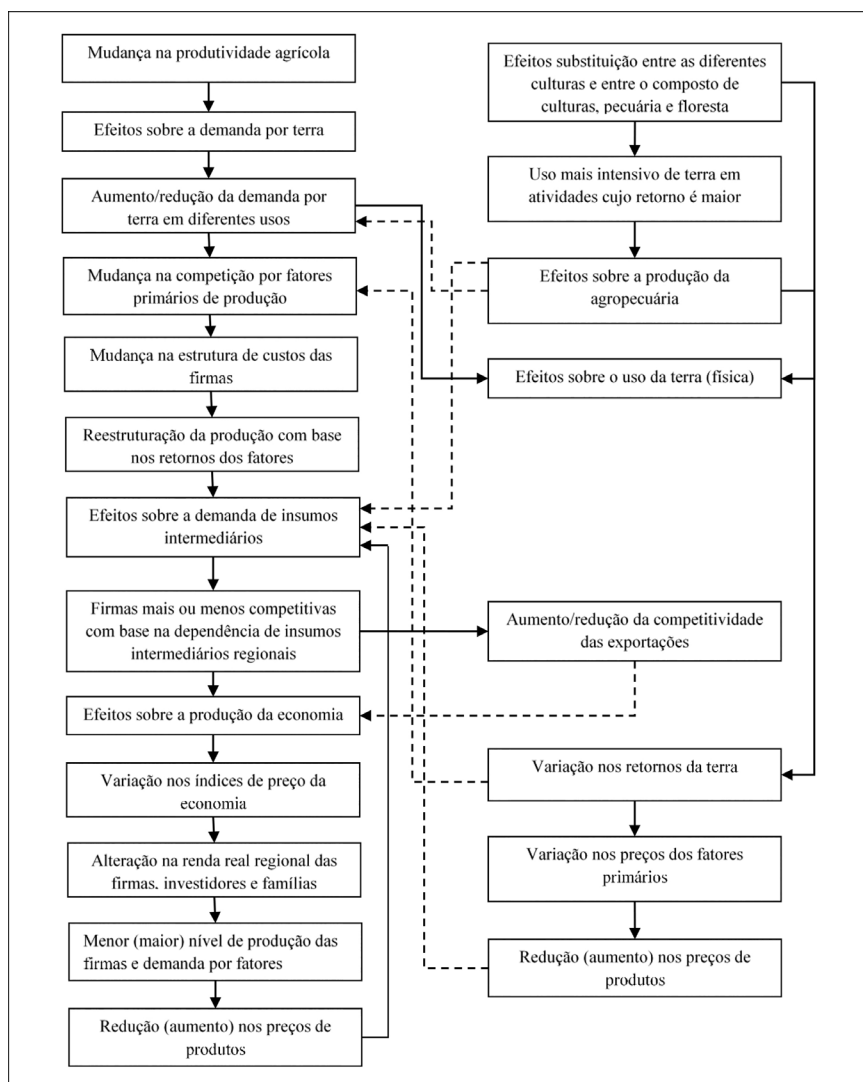 Mudança na produtividade agrícola
Efeitos sobre a demanda por terra
Aumento/redução da demanda por
terra em diferentes usos
Mudança na competição por fatores
primários de produção
Mudança na estrutura de custos das
firmas
Reestruturação da produção com base
nos retornos dos fatores
Efeitos sobre a demanda de insumos
intermediários
Firmas mais ou menos competitivas
com base na dependência de insumos
intermediários regionais
Efeitos sobre a produção da economia
Variação nos índices de preço da
economia
Alteração na renda real regional das
firmas, investidores e famílias
Menor (maior) nível de produção das
firmas e demanda por fatores
Redução (aumento) nos preços de
produtos
Efeitos substituição entre as diferentes
culturas e entre o composto de
culturas, pecuária e floresta
Uso mais intensivo de terra em
atividades cujo retorno é maior
Efeitos sobre a produção da
agropecuária
Efeitos sobre o uso da terra (física)
Aumento/redução da competitividade
das exportações
Variação nos retornos da terra
Variação nos preços dos fatores
primários
Redução (aumento) nos preços de
produtos